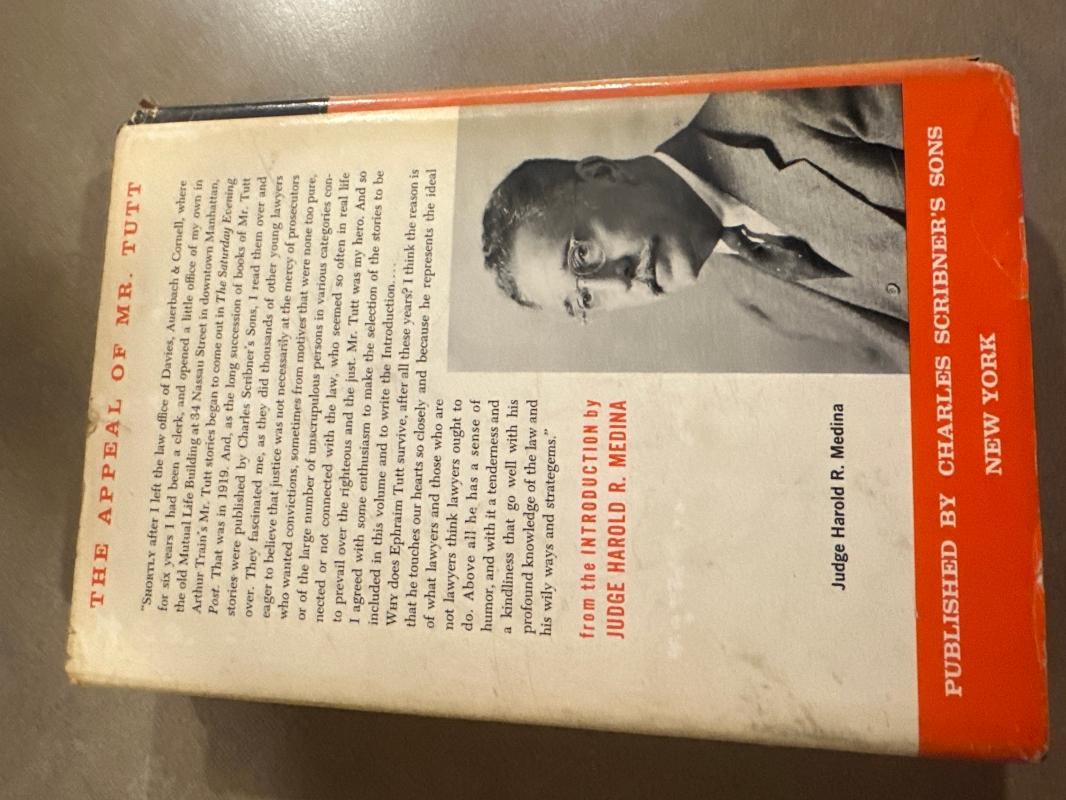 THE APPEAL OF MR. TUTT
"SHORTLY after I left the law office of Davies, Auerbach & Cornell, where
for six years I had been a clerk, and opened a little office of my own in
the old Mutual Life Building at 34 Nassau Street in downtown Manhattan,
Arthur Train's Mr. Tutt stories began to come out in The Saturday Evening
Post. That was in 1919. And, as the long succession of books of Mr. Tutt
stories were published by Charles Scribner's Sons, I read them over and
over. They fascinated me, as they did thousands of other young lawyers
eager to believe that justice was not necessarily at the mercy of prosecutors
who wanted convictions, sometimes from motives that were none too pure,
or of the large number of unscrupulous persons in various categories con-
nected or not connected with the law, who seemed so often in real life
to prevail over the righteous and the just. Mr. Tutt was my hero. And so
I agreed with some enthusiasm to make the selection of the stories to be
included in this volume and to write the Introduction. . . .
WHY does Ephraim Tutt survive, after all these years? I think the reason is
that he touches our hearts so closely and because he represents the ideal
of what lawyers and those who are
not lawyers think lawyers ought to
do. Above all he has a sense of
humor, and with it a tenderness and
a kindliness that go well with his
profound knowledge of the law and
his wily ways and strategems."
from the INTRODUCTION by
JUDGE HAROLD R. MEDINA
Judge Harold R. Medina
PUBLISHED BY CHARLES SCRIBNER'S SONS
NEW YORK